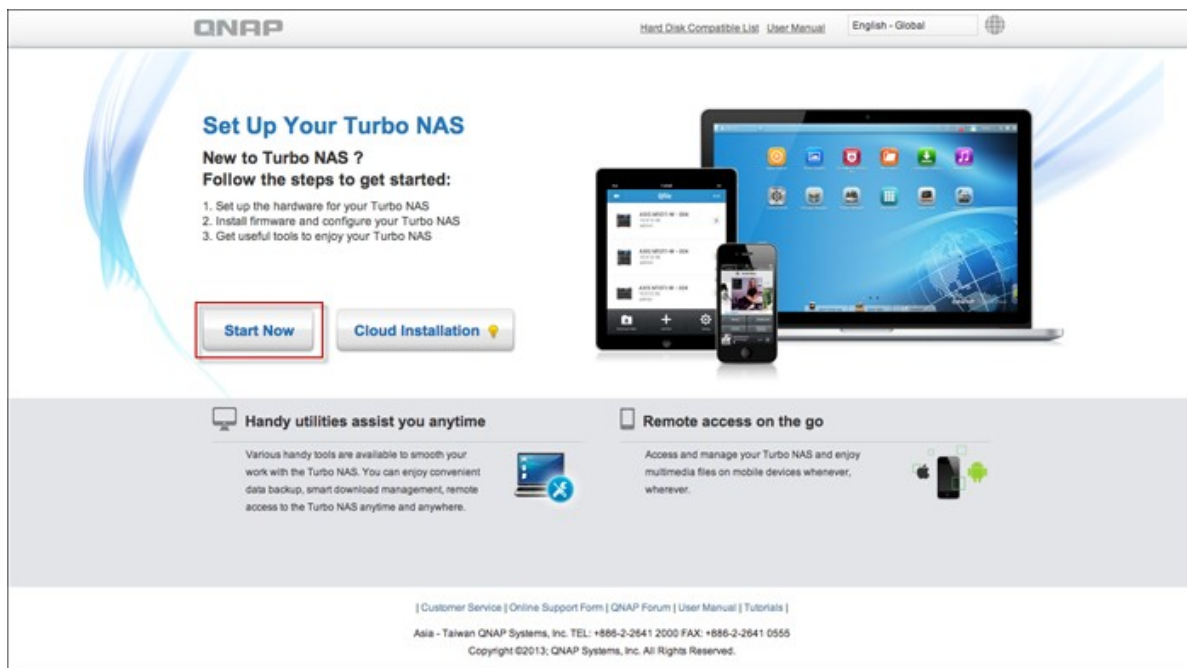 QNAP
Hard Disk Compatible List User Manual English - Global
Set Up Your Turbo NAS
New to Turbo NAS ?
Follow the steps to get started:
1. Set up the hardware for your Turbo NAS
2. Install firmware and configure your Turbo NAS
3. Get useful tools to enjoy your Turbo NAS
Start Now
Cloud Installation
Handy utilities assist you anytime
Various handy tools are available to smooth your
work with the Turbo NAS. You can enjoy convenient
data backup, smart download management, remote
access to the Turbo NAS anytime and anywhere.
Remote access on the go
Access and manage your Turbo NAS and enjoy
multimedia files on mobile devices whenever,
wherever.
| Customer Service | Online Support Form | QNAP Forum | User Manual | Tutorials |
Asia - Taiwan QNAP Systems, Inc. TEL: +886-2-2641 2000 FAX: +886-2-2641 0555
Copyright ©2013; QNAP Systems, Inc. All Rights Reserved.